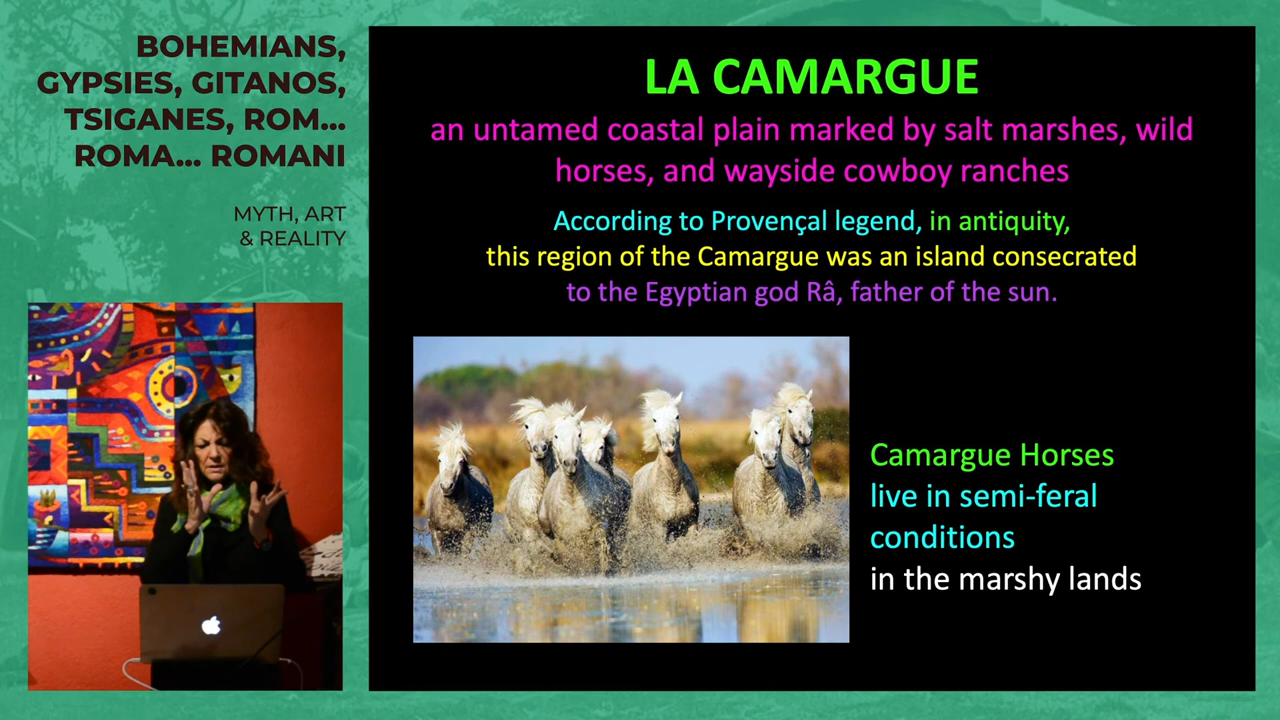 BOHEMIANS,
GYPSIES, GITANOS,
TSIGANES, ROM...
ROMA... ROMANI
MYTH, ART
& REALITY
LA CAMARGUE
an untamed coastal plain marked by salt marshes, wild
horses, and wayside cowboy ranches
According to Provençal legend, in antiquity,
this region of the Camargue was an island consecrated
to the Egyptian god Râ, father of the sun.
Camargue Horses
live in semi-feral
conditions
in the marshy lands